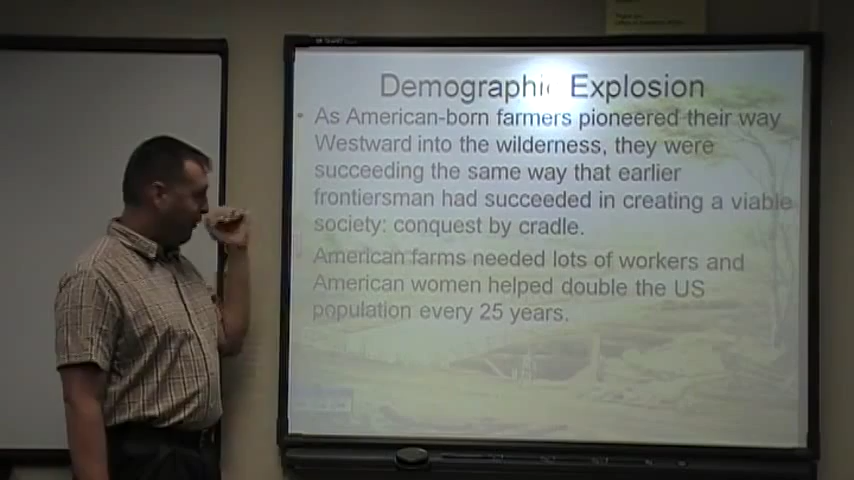 Demographic Explosion
• As American-born farmers pioneered their way
Westward into the wilderness, they were
succeeding the same way that earlier
frontiersman had succeeded in creating a viable
society: conquest by cradle.
American farms needed lots of workers and
American women helped double the US
population every 25 years.